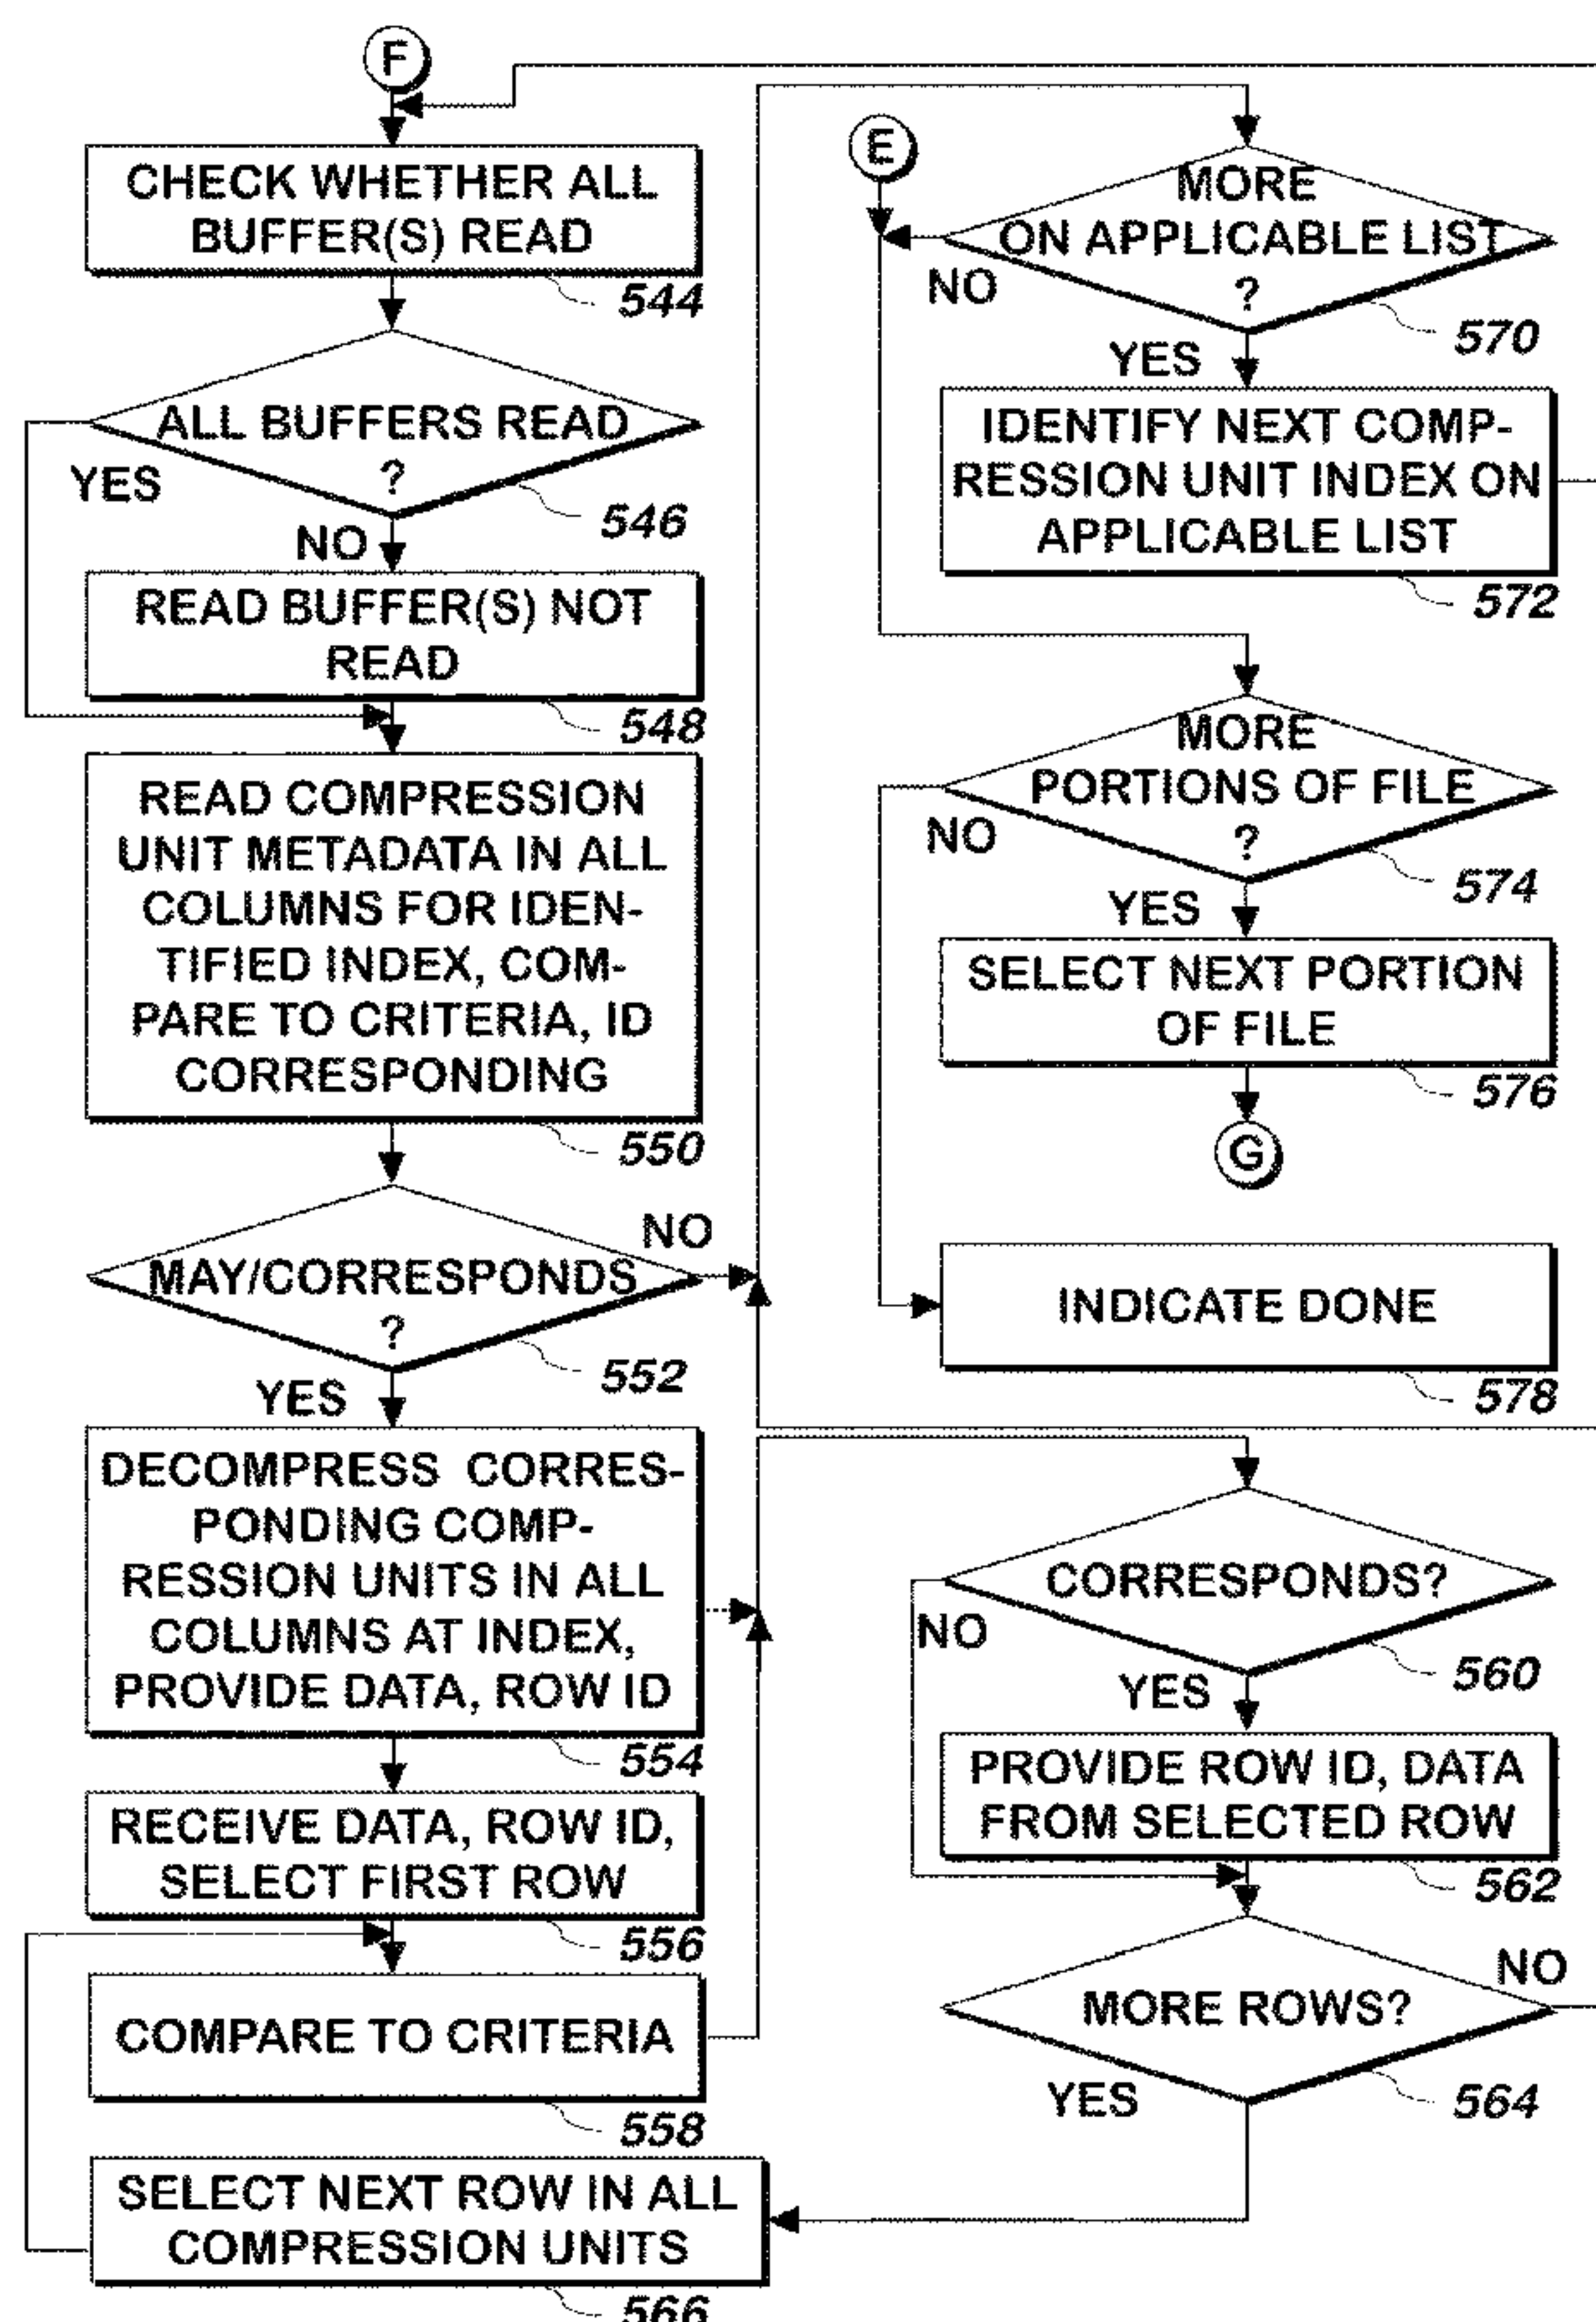 F
CHECK WHETHER ALL
BUFFER(S) READ
544
ALL BUFFERS READ
?
YES
546
NO
READ BUFFER(S) NOT
READ
548
READ COMPRESSION
UNIT METADATA IN ALL
COLUMNS FOR IDEN-
TIFIED INDEX, COM-
PARE TO CRITERIA, ID
CORRESPONDING
550
NO
MAY/CORRESPONDS
?
552
YES
DECOMPRESS CORRES-
PONDING COMP-
RESSION UNITS IN ALL
COLUMNS AT INDEX,
PROVIDE DATA, ROW ID
554
RECEIVE DATA, ROW ID,
SELECT FIRST ROW
556
COMPARE TO CRITERIA
558
SELECT NEXT ROW IN ALL
COMPRESSION UNITS
566
E
MORE
ON APPLICABLE LIST
?
NO
570
YES
IDENTIFY NEXT COMP-
RESSION UNIT INDEX ON
APPLICABLE LIST
572
MORE
PORTIONS OF FILE
?
NO
574
YES
SELECT NEXT PORTION
OF FILE
576
G
INDICATE DONE
578
CORRESPONDS?
NO
560
YES
PROVIDE ROW ID, DATA
FROM SELECTED ROW
562
NO
MORE ROWS?
YES
564